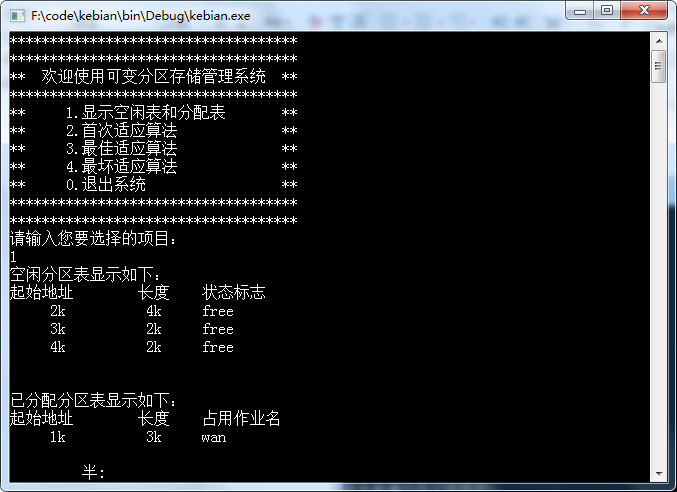 F:\code\kebian\bin\Debug\kebian.exe
************************************
************************************
**  欢迎使用可变分区存储管理系统  **
************************************
**     1.显示空闲表和分配表       **
**     2.首次适应算法             **
**     3.最佳适应算法             **
**     4.最坏适应算法             **
**     0.退出系统                 **
************************************
************************************
请输入您要选择的项目:
1
空闲分区表显示如下:
起始地址        长度    状态标志
     2k          4k     free
     3k          2k     free
     4k          2k     free
已分配分区表显示如下:
起始地址        长度    占用作业名
     1k          3k     wan
半: